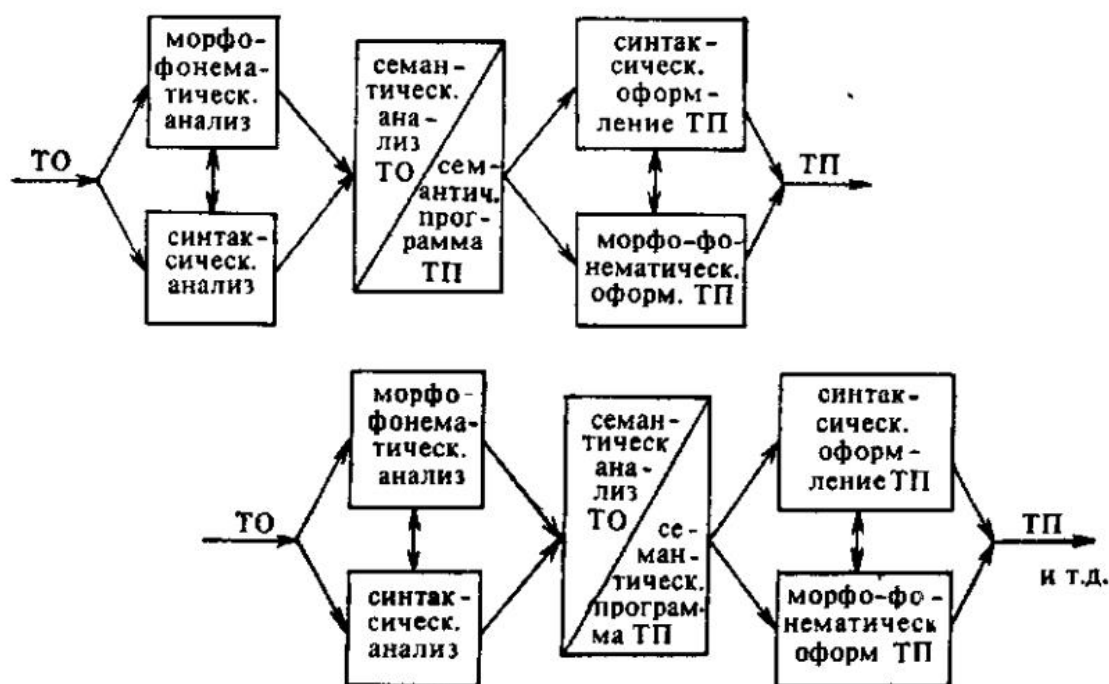 морфо-
фонема-
тическ.
анализ
ТО
синтак-
сическ.
анализ
семан-
тическ.
ана-
лиз
ТО
сем-
антич.
прог-
рамма
ТП
синтак-
сическ.
оформ-
ление ТП
морфо-фо-
нематическ.
оформ. ТП
ТП
морфо-
фонема-
тическ.
анализ
ТО
синтак-
сическ.
анализ
семан-
тическ
ана-
лиз
ТО
се-
ман-
тическ.
програм-
ма ТП
синтак-
сическ.
оформ-
ление ТП
морфо-фо-
нематическ
оформ ТП
ТП
и т.д.